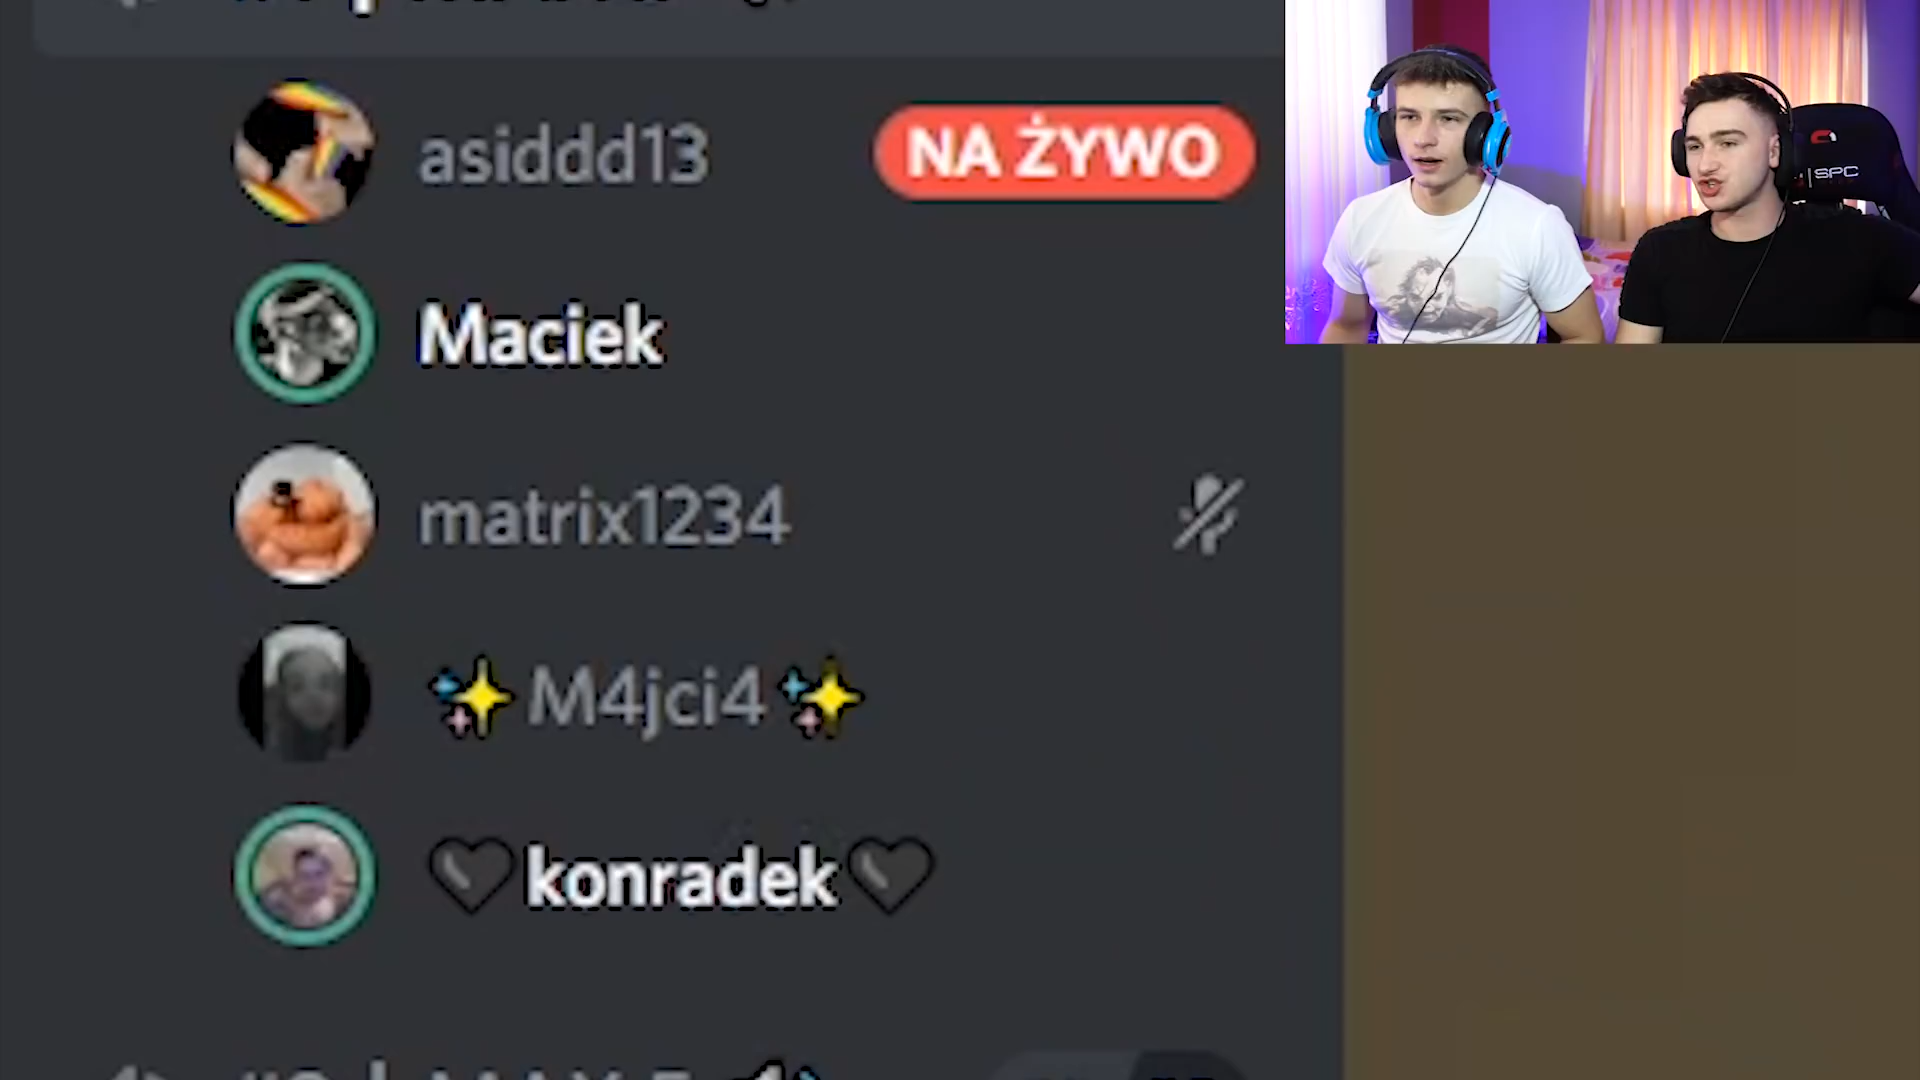 asiddd13 NA ŻYWO
Maciek
matrix1234
✨ M4jci4 ✨
🖤konradek🖤
SPC